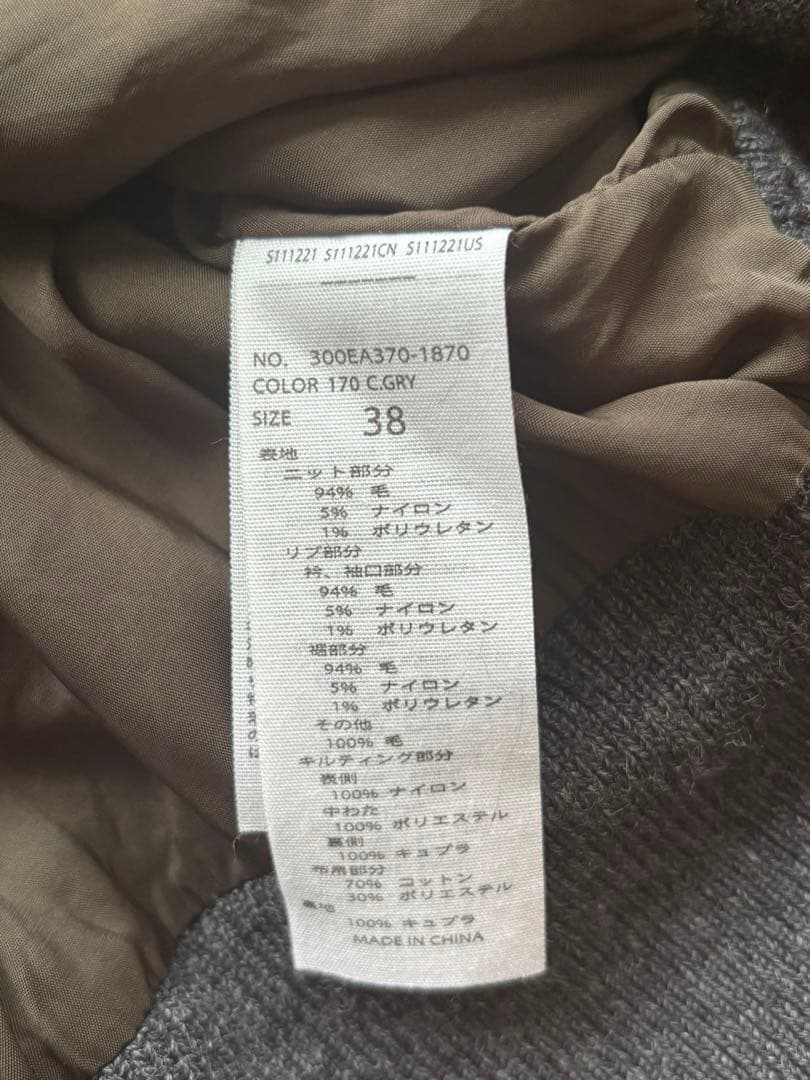 S111221 S111221CN S111221US
NO. 300EA370-1870
COLOR 170 C.GRY
SIZE 38
表地
ニット部分
94% 毛
5% ナイロン
1% ポリウレタン
リブ部分
衿、袖口部分
94% 毛
5% ナイロン
1% ポリウレタン
裾部分
94% 毛
5% ナイロン
1% ポリウレタン
その他
100% 毛
キルティング部分
表側
100% ナイロン
中わた
100% ポリエステル
裏側
100% キュプラ
布帛部分
70% コットン
30% ポリエステル
裏地
100% キュプラ
MADE IN CHINA